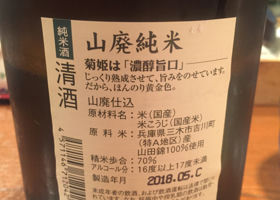 純米酒
清酒
山廃純米
菊姫は「濃醇旨口」
じっくり熟成させて、旨みをのせています。
だから、ほんのり黄金色。
山廃仕込
原材料名:米(国産)
米こうじ(国産米)
原料米:兵庫県三木市吉川町
(特A地区)産
山田錦100%使用
精米歩合:70%
アルコール分:16度以上17度未満
製造年月 2018.05.C